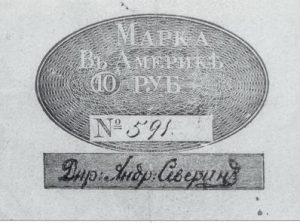 Марка
Въ Америкѣ
10 РУБ
№ 591.
Дир: Андр: Северинъ